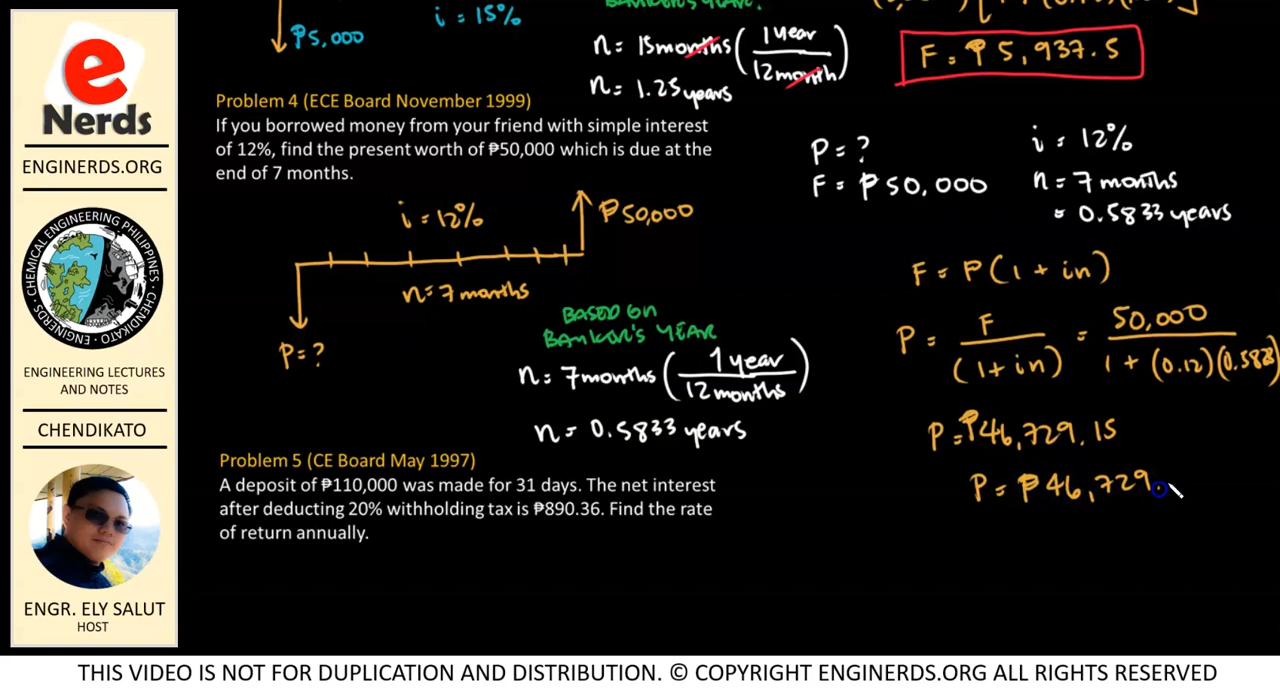 ₱5,000
i = 15%
BANKER'S YEAR:
n = 15months (1 year / 12 month)
n = 1.25 years
F = ₱5,937.5
e
Nerds
ENGINERDS.ORG
CHEMICAL ENGINEERING PHILIPPINES
CHENDIKATO · ENGINERDS
ENGINEERING LECTURES
AND NOTES
CHENDIKATO
ENGR. ELY SALUT
HOST
Problem 4 (ECE Board November 1999)
If you borrowed money from your friend with simple interest
of 12%, find the present worth of ₱50,000 which is due at the
end of 7 months.
i = 12%
₱50,000
n = 7 months
P = ?
BASED ON
BANKER'S YEAR
n = 7 months (1 year / 12 months)
n = 0.5833 years
P = ?
F = ₱50,000
i = 12%
n = 7 months
= 0.5833 years
F = P(1 + in)
P = F / (1 + in) = 50,000 / 1 + (0.12)(0.5833)
P = ₱46,729.15
P = ₱46,729.
Problem 5 (CE Board May 1997)
A deposit of ₱110,000 was made for 31 days. The net interest
after deducting 20% withholding tax is ₱890.36. Find the rate
of return annually.
THIS VIDEO IS NOT FOR DUPLICATION AND DISTRIBUTION. © COPYRIGHT ENGINERDS.ORG ALL RIGHTS RESERVED